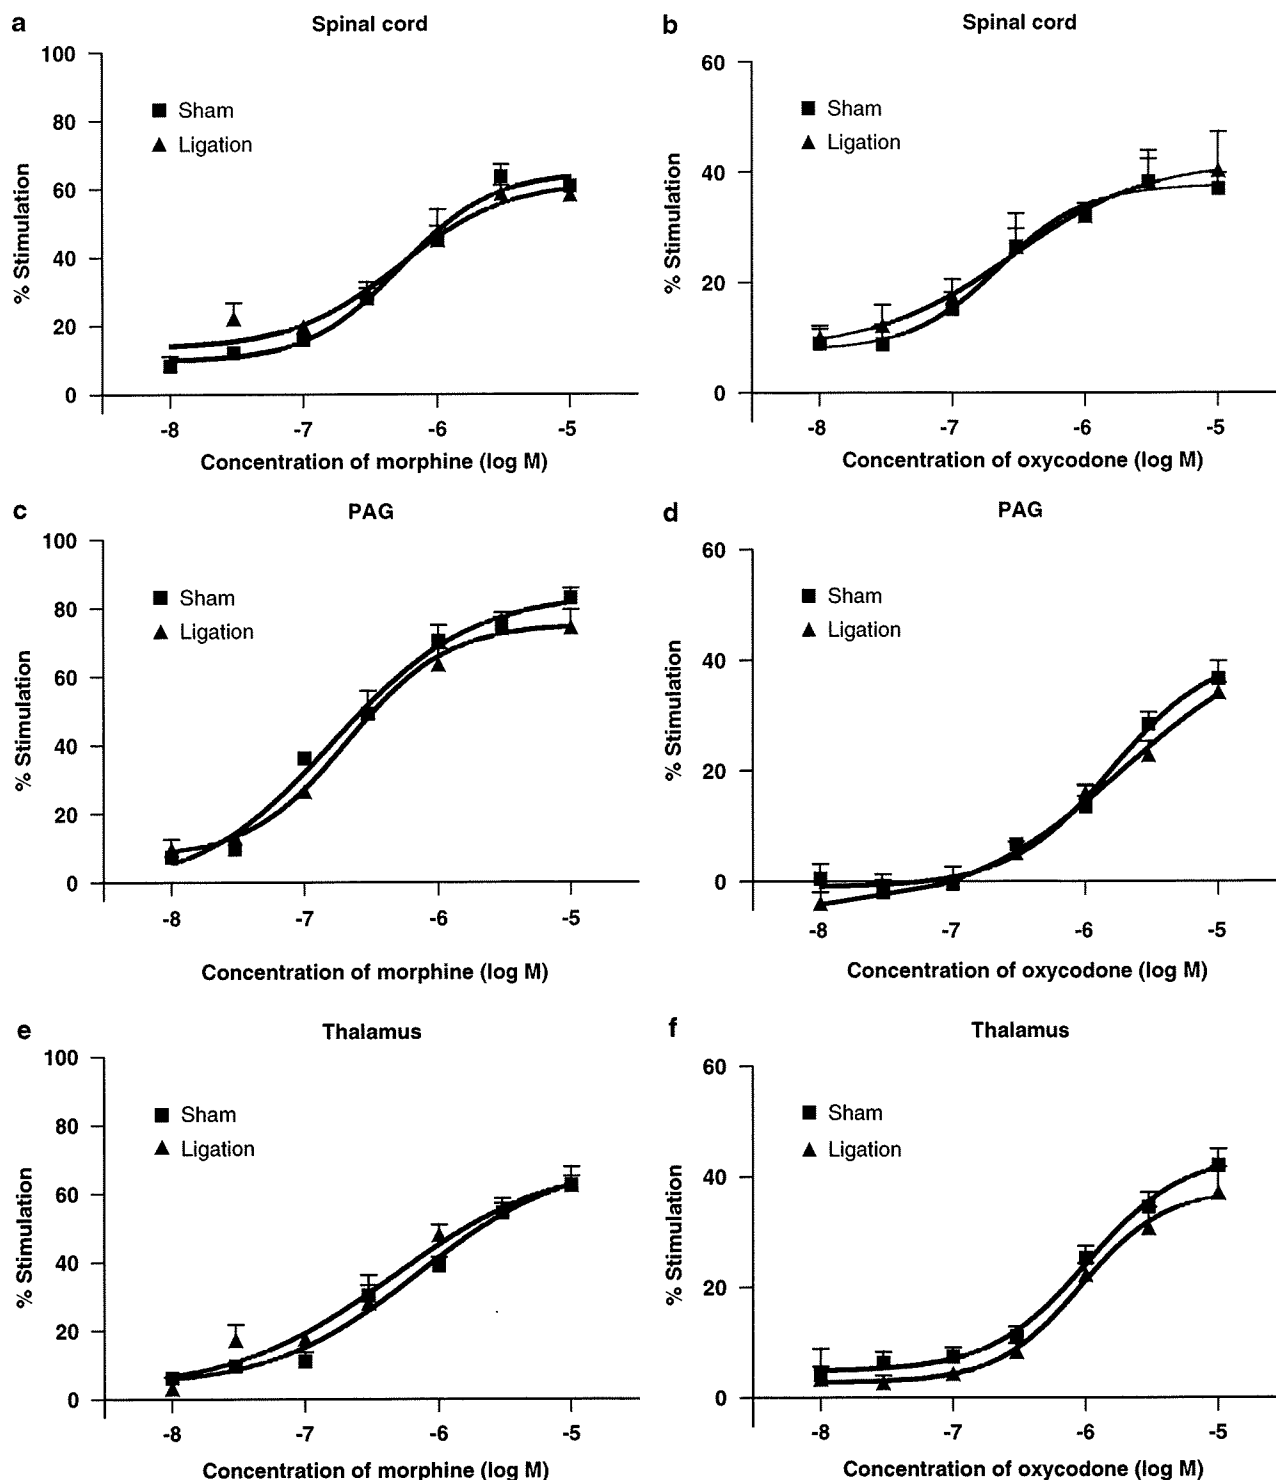 a
Spinal cord
100
80
60
40
20
0
% Stimulation
Sham
Ligation
-8
-7
-6
-5
Concentration of morphine (log M)
b
Spinal cord
60
40
20
0
% Stimulation
Sham
Ligation
-8
-7
-6
-5
Concentration of oxycodone (log M)
c
PAG
100
80
60
40
20
0
% Stimulation
Sham
Ligation
-8
-7
-6
-5
Concentration of morphine (log M)
d
PAG
60
40
20
0
% Stimulation
Sham
Ligation
-8
-7
-6
-5
Concentration of oxycodone (log M)
e
Thalamus
100
80
60
40
20
0
% Stimulation
Sham
Ligation
-8
-7
-6
-5
Concentration of morphine (log M)
f
Thalamus
60
40
20
0
% Stimulation
Sham
Ligation
-8
-7
-6
-5
Concentration of oxycodone (log M)